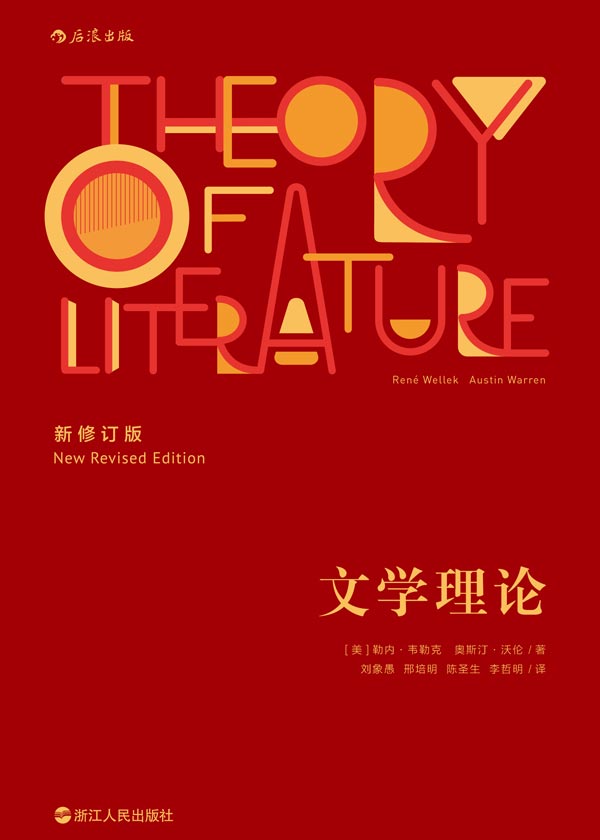 后浪出版
THEORY
OF
LITERATURE
René Wellek Austin Warren
新修订版
New Revised Edition
文学理论
[美]勒内·韦勒克 奥斯汀·沃伦 / 著
刘象愚 邢培明 陈圣生 李哲明 / 译
浙江人民出版社